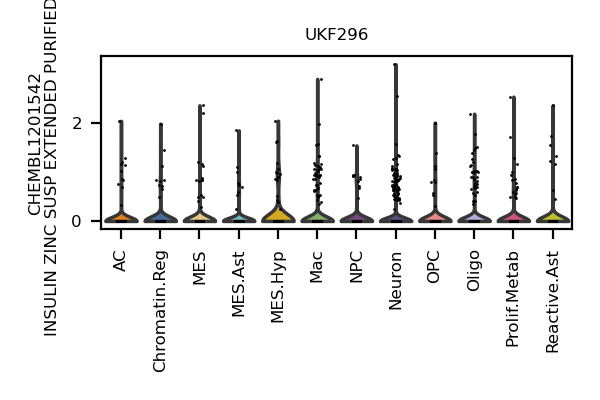 UKF296
CHEMBL1201542
INSULIN ZINC SUSP EXTENDED PURIFIED
2
0
AC
Chromatin.Reg
MES
MES.Ast
MES.Hyp
Mac
NPC
Neuron
OPC
Oligo
Prolif.Metab
Reactive.Ast